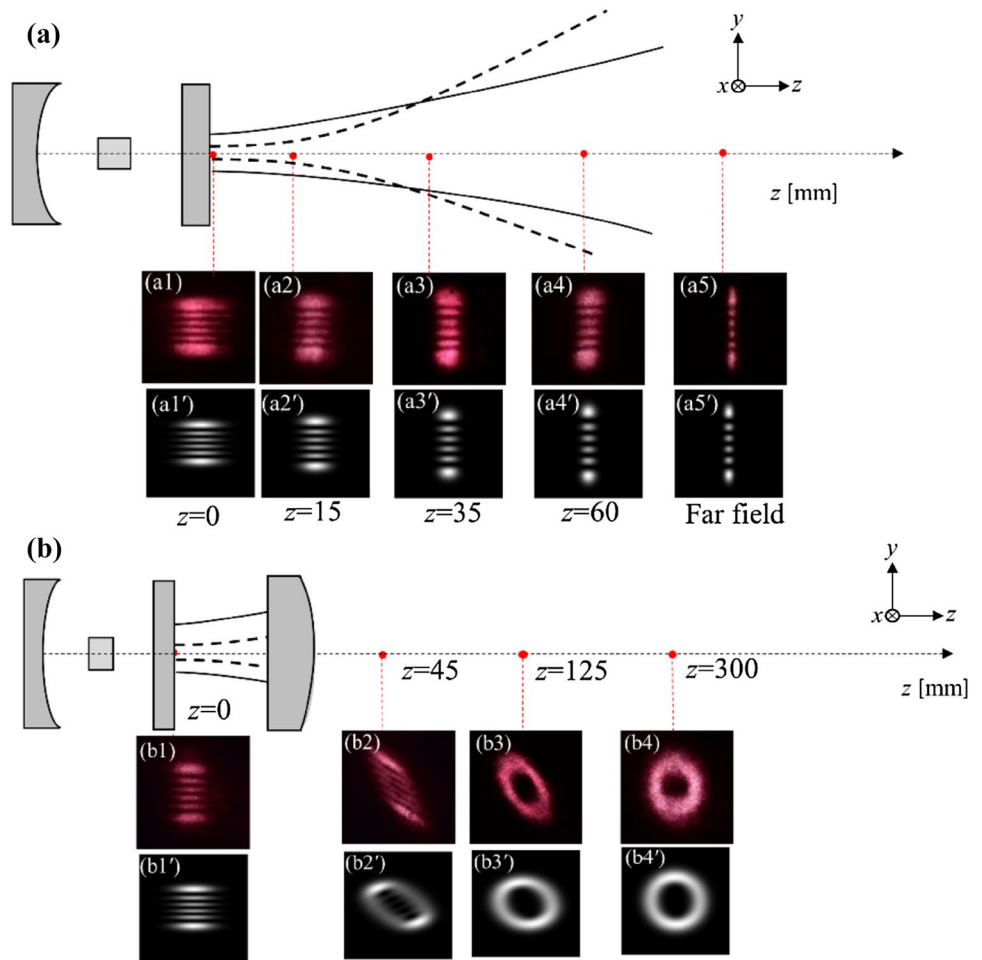 (a)
y
x
z
z [mm]
(a1) (a2) (a3) (a4) (a5)
(a1′) (a2′) (a3′) (a4′) (a5′)
z=0 z=15 z=35 z=60 Far field
(b)
y
x
z
z=45 z=125 z=300
z [mm]
z=0
(b1) (b2) (b3) (b4)
(b1′) (b2′) (b3′) (b4′)